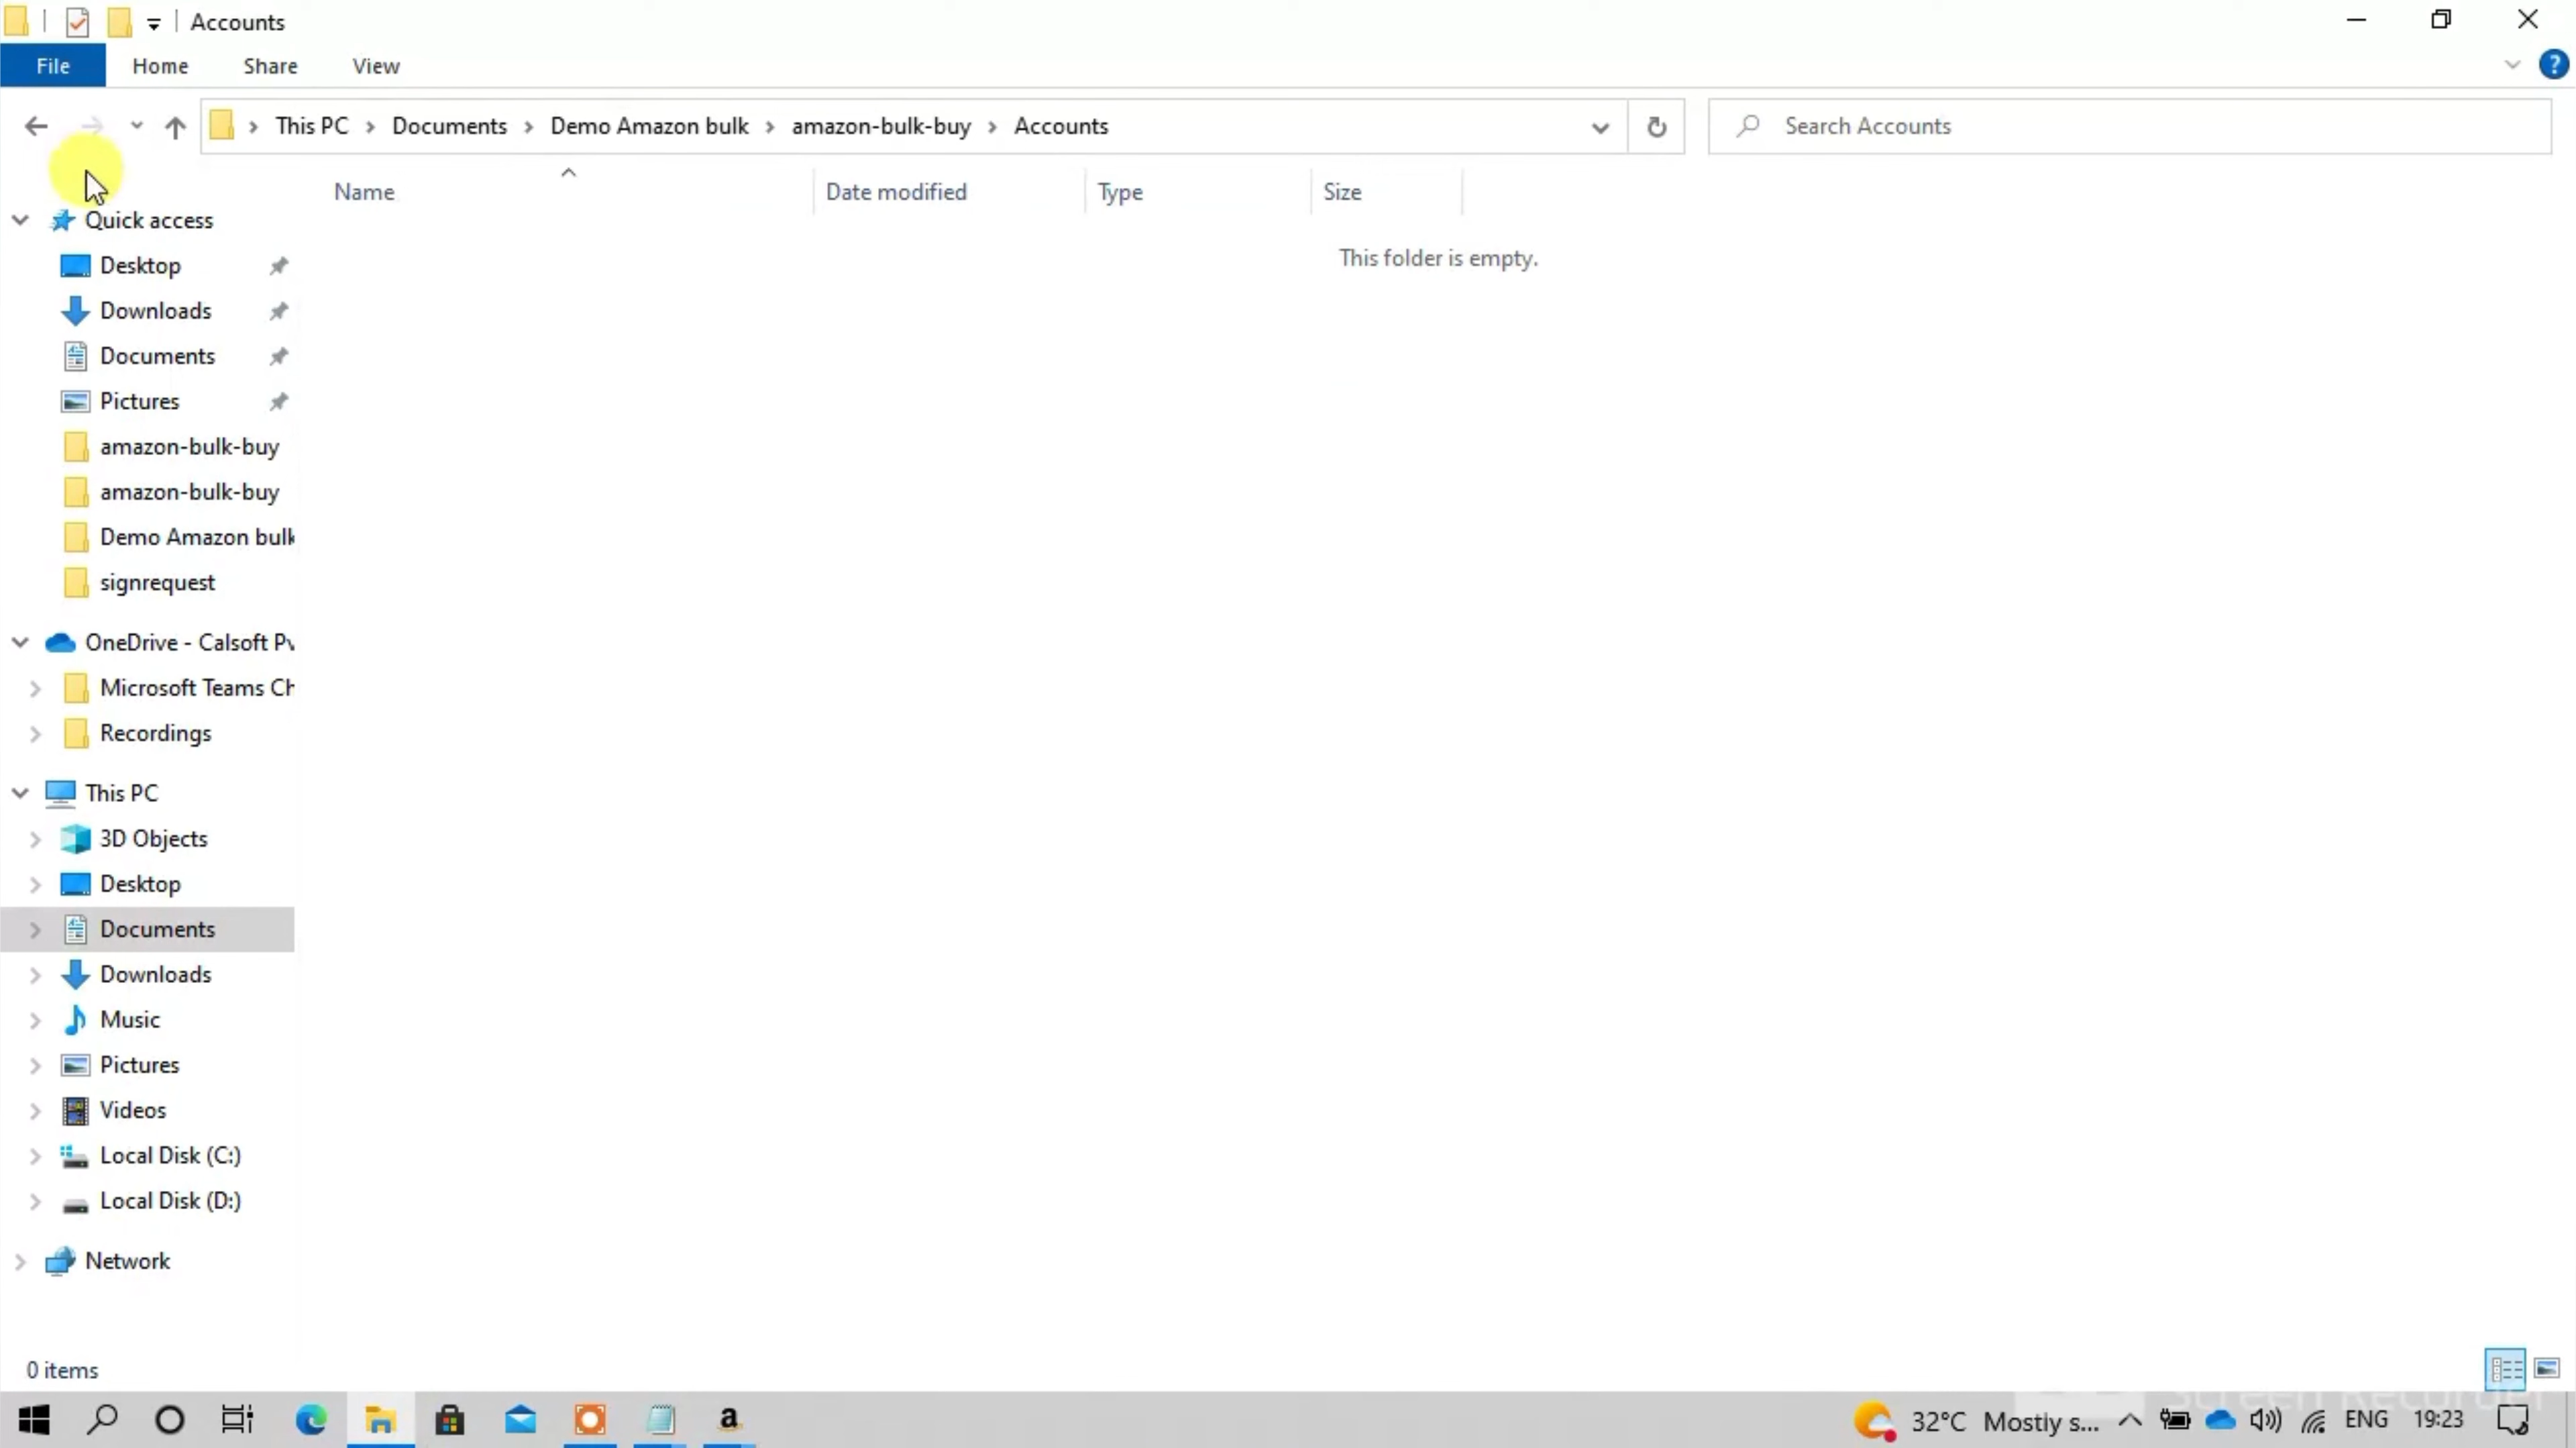 Accounts
File Home Share View
This PC Documents Demo Amazon bulk amazon-bulk-buy Accounts Search Accounts
Name Date modified Type Size
This folder is empty.
Quick access
Desktop
Downloads
Documents
Pictures
amazon-bulk-buy
amazon-bulk-buy
Demo Amazon bulk
signrequest
OneDrive - Calsoft Pv
Microsoft Teams Ch
Recordings
This PC
3D Objects
Desktop
Documents
Downloads
Music
Pictures
Videos
Local Disk (C:)
Local Disk (D:)
Network
0 items
Screen Recorder
32°C Mostly s... ENG 19:23